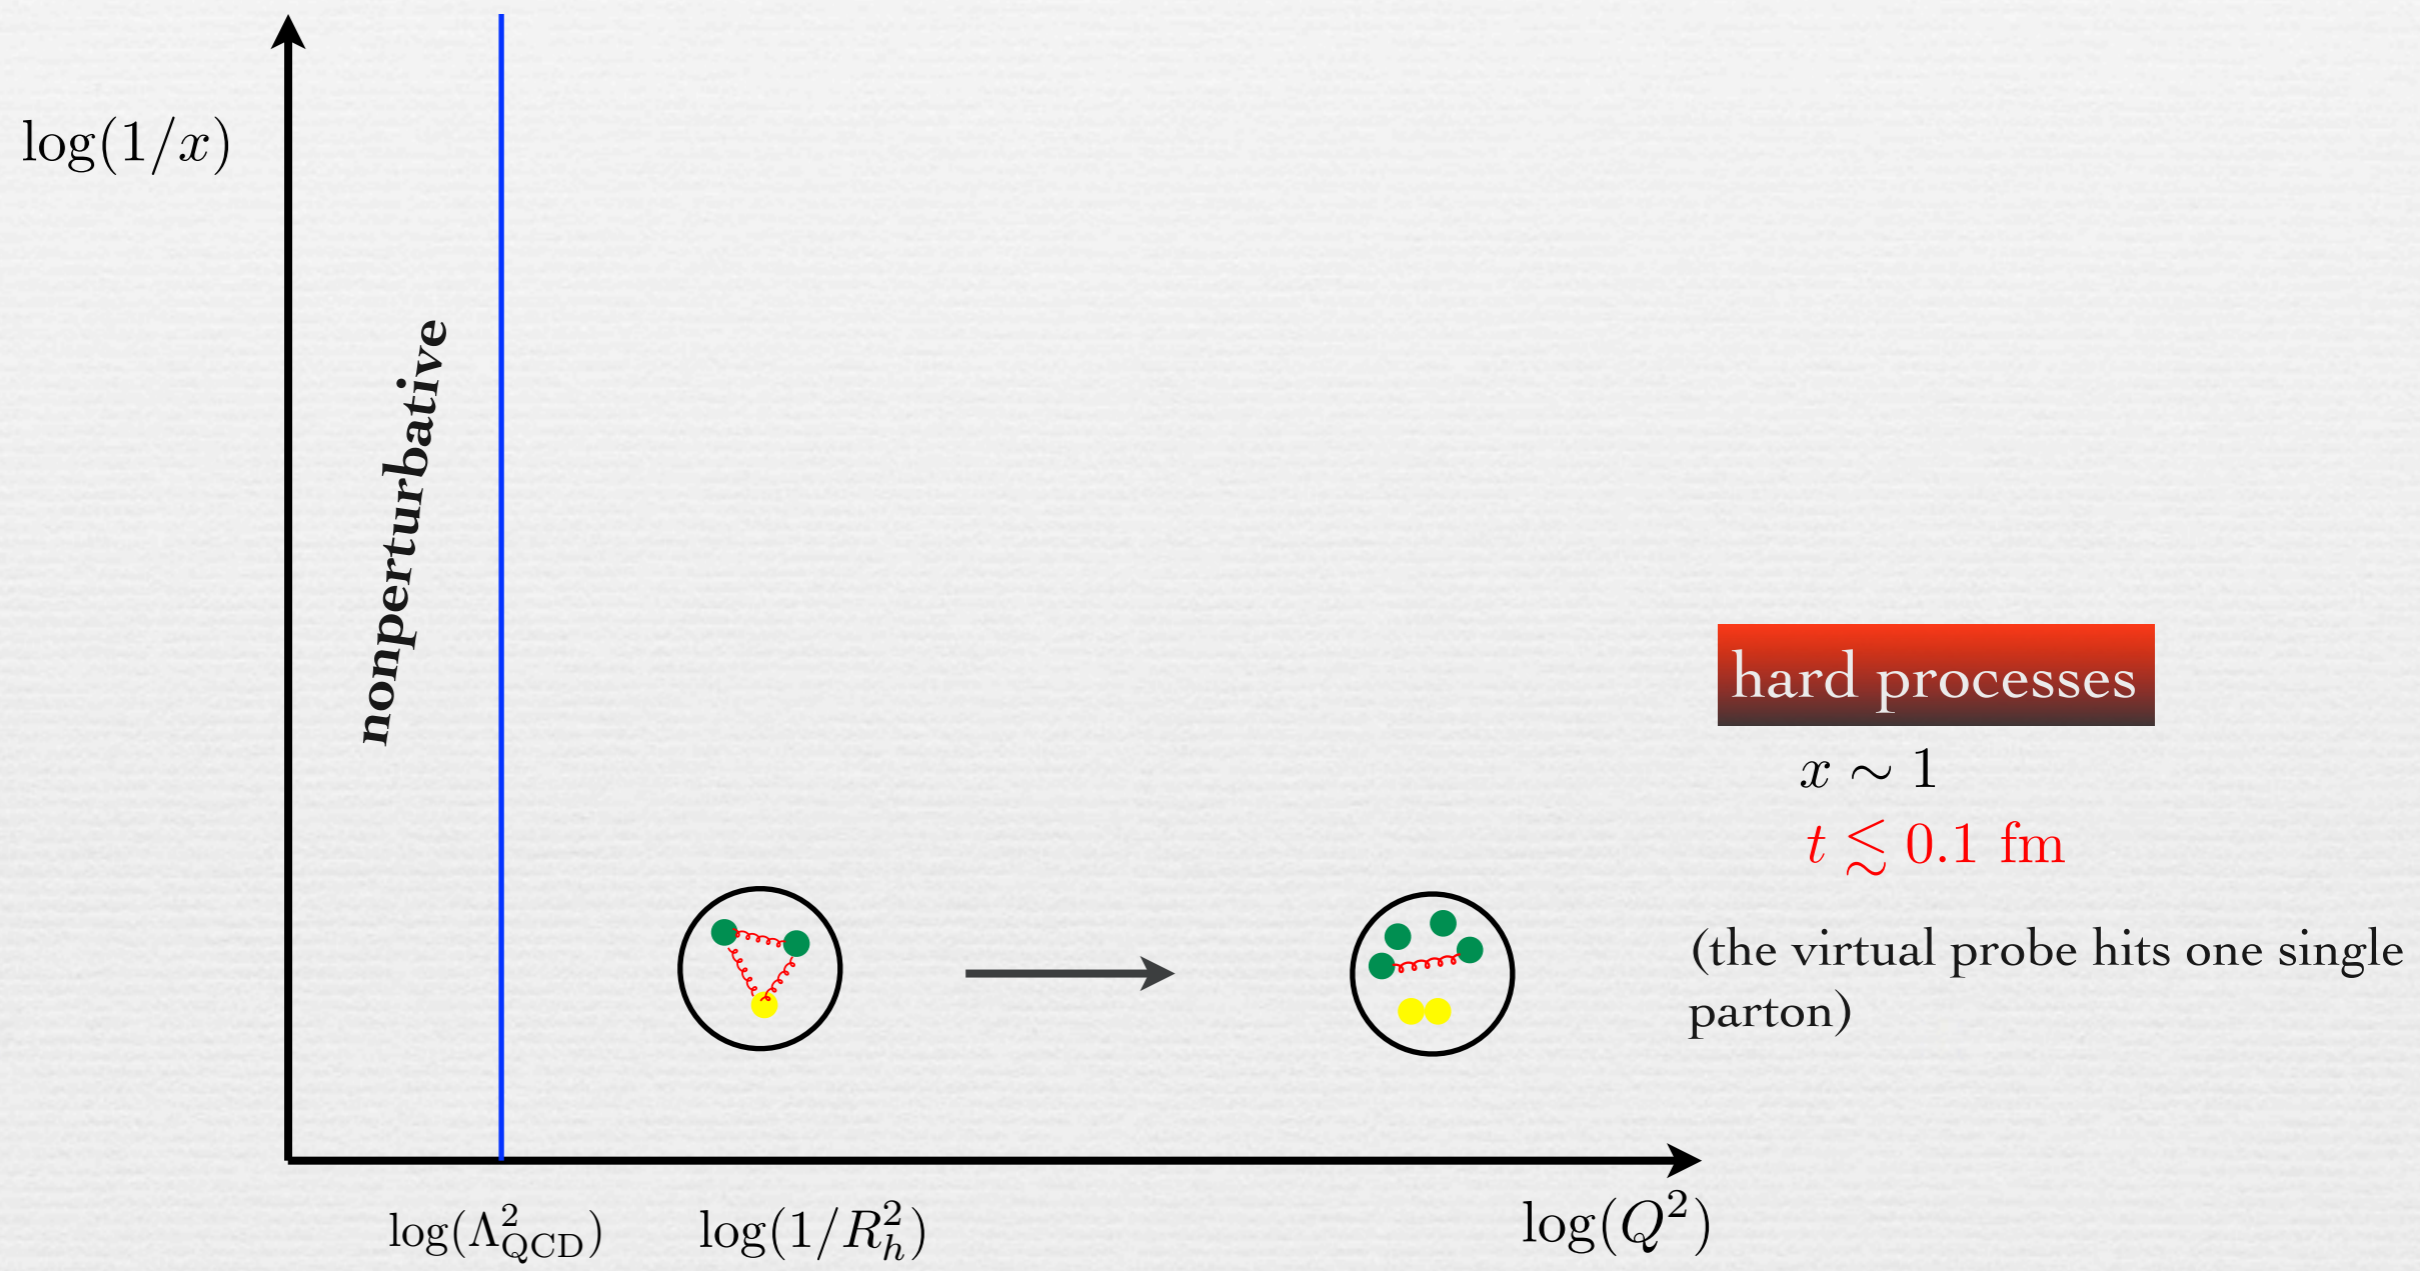 log(1/x)
nonperturbative
hard processes
x ∼ 1
t ≲ 0.1 fm
(the virtual probe hits one single
parton)
log(Λ²_QCD)
log(1/R²_h)
log(Q²)